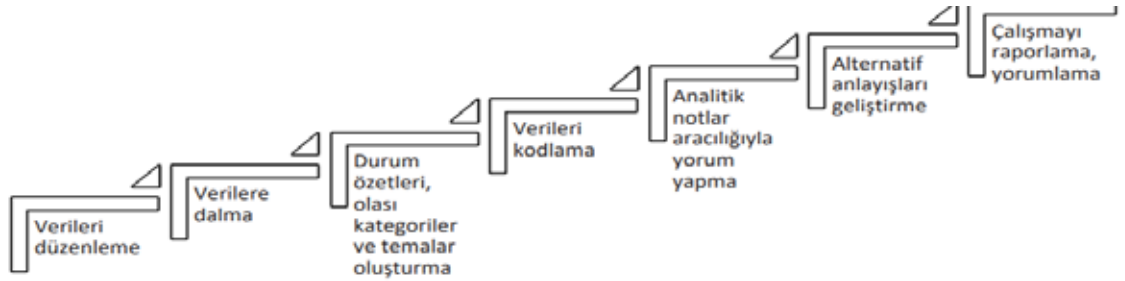 Verileri
düzenleme
Verilere
dalma
Durum
özetleri,
olası
kategoriler
ve temalar
oluşturma
Verileri
kodlama
Analitik
notlar
aracılığıyla
yorum
yapma
Alternatif
anlayışları
geliştirme
Çalışmayı
raporlama,
yorumlama